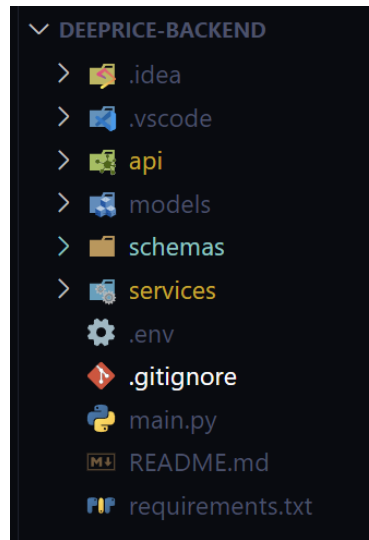 DEEPRICE-BACKEND
.idea
.vscode
api
models
schemas
services
.env
.gitignore
main.py
README.md
requirements.txt